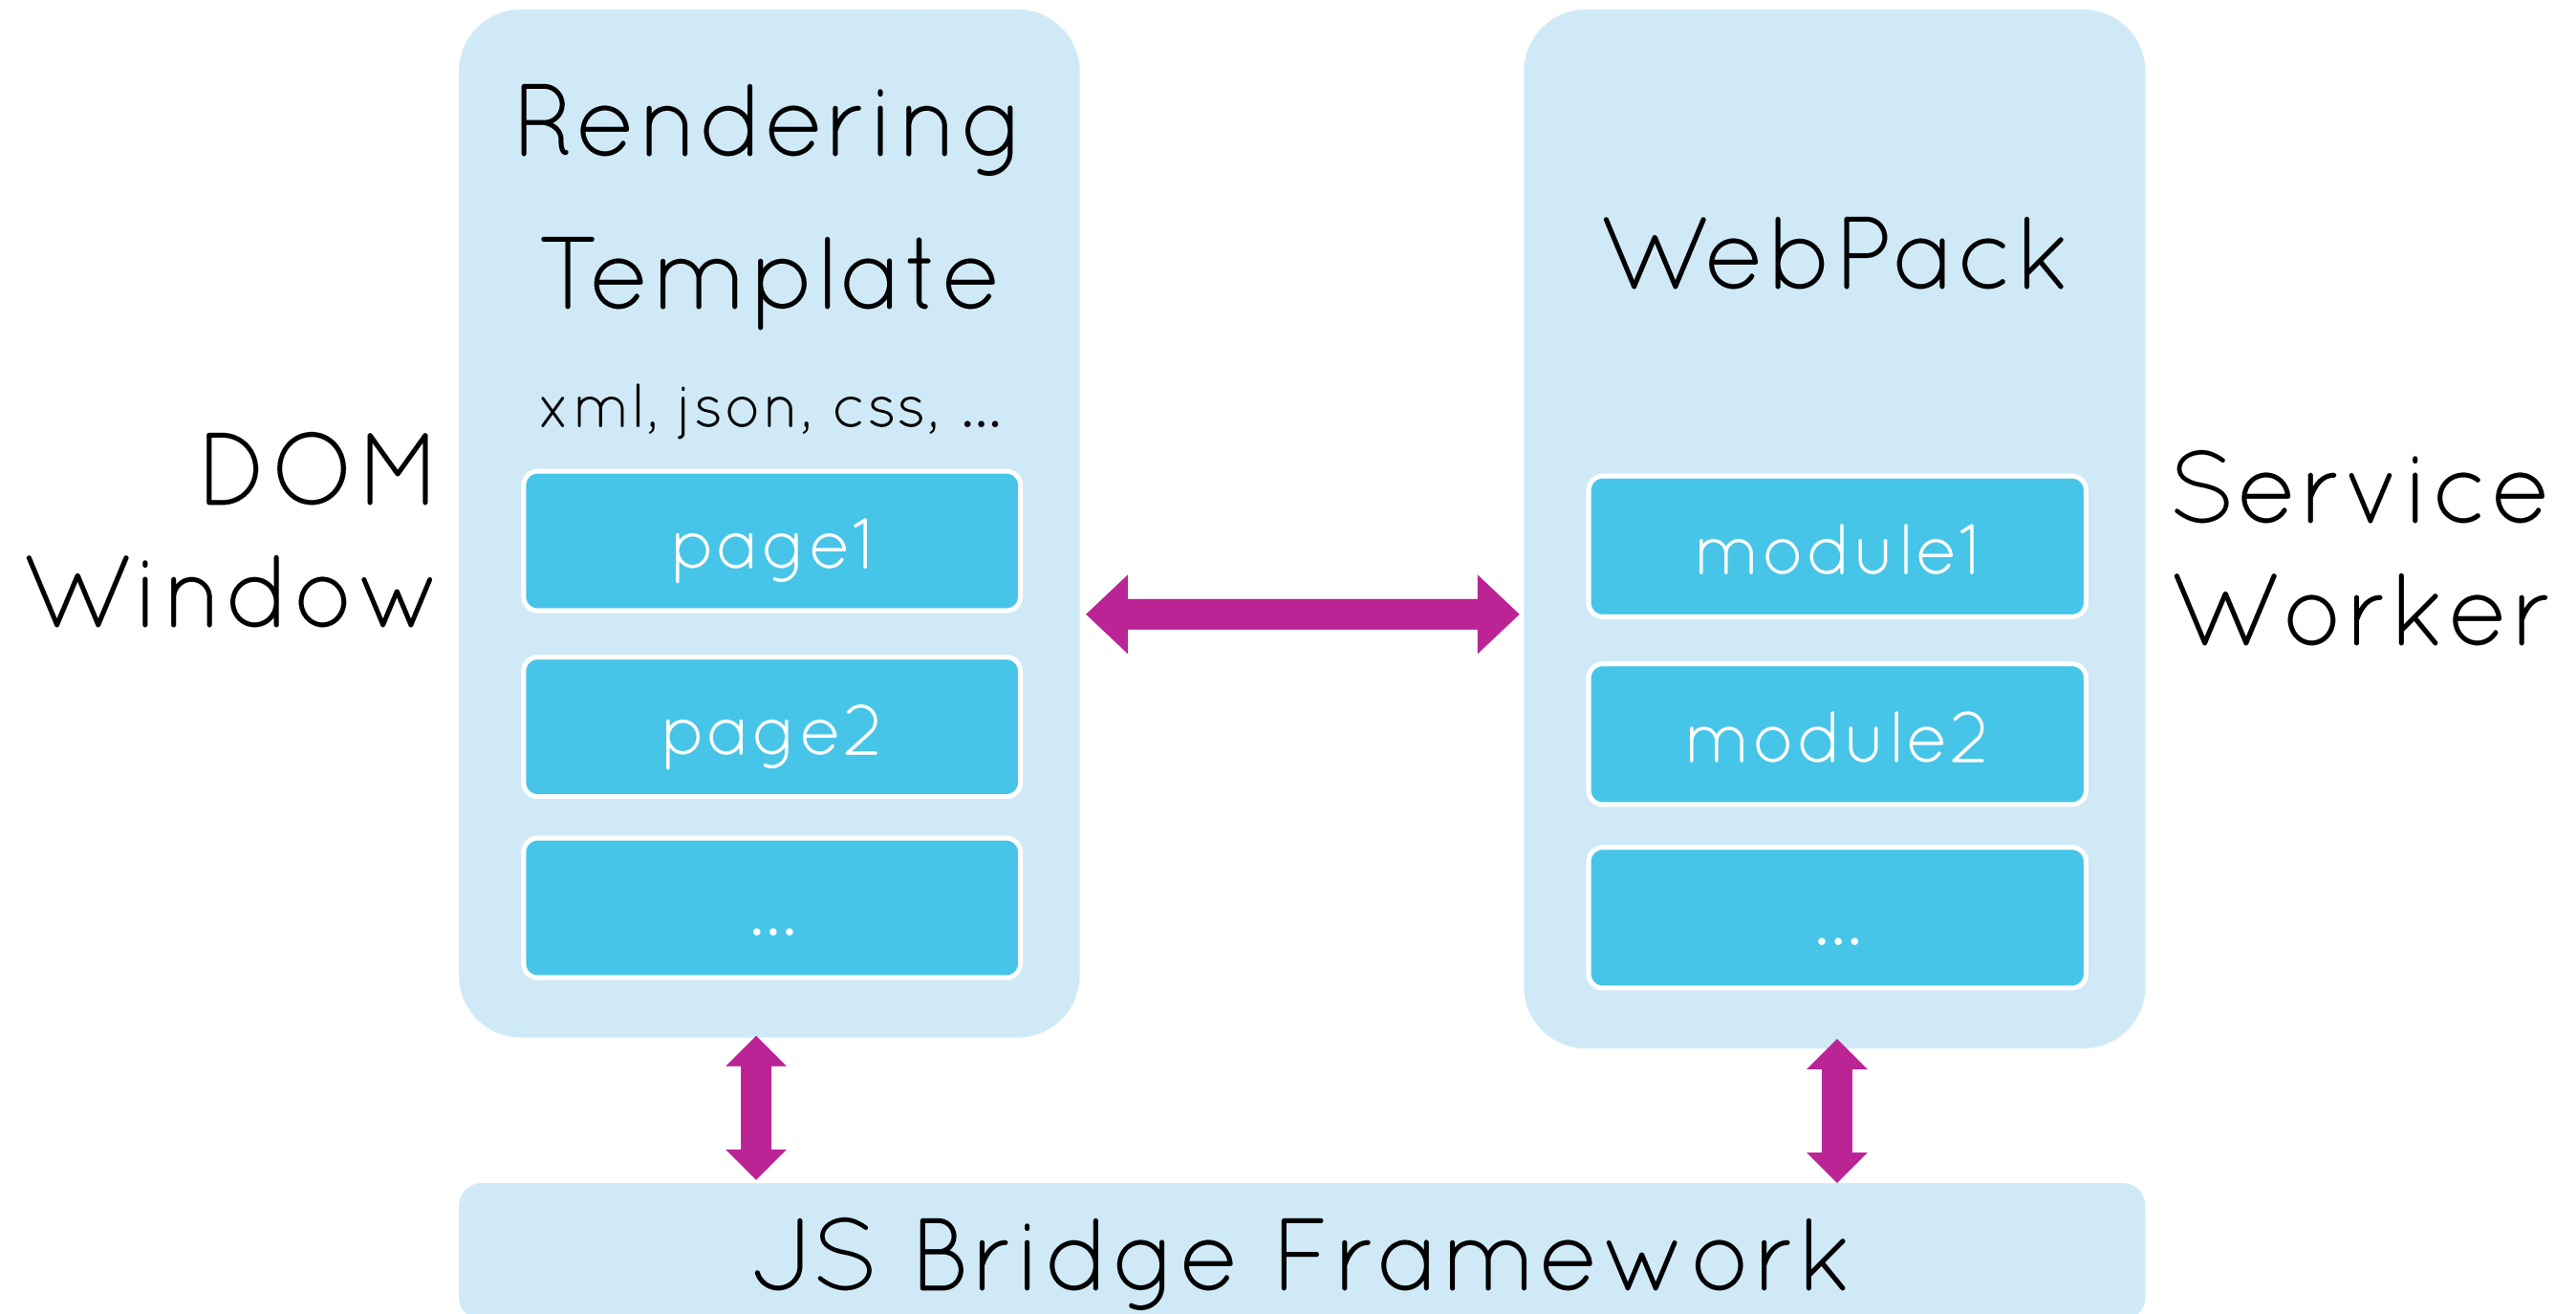 DOM
Window
Rendering
Template
xml, json, css, ...
page1
page2
...
WebPack
module1
module2
...
Service
Worker
JS Bridge Framework